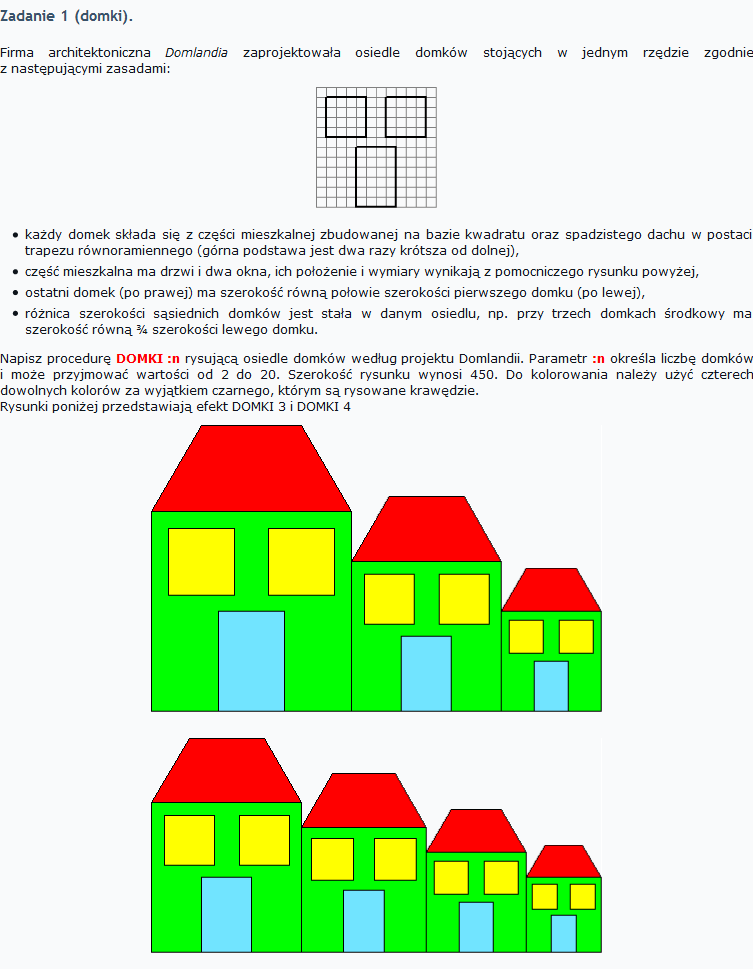 Zadanie 1 (domki).
Firma architektoniczna Domlandia zaprojektowała osiedle domków stojących w jednym rzędzie zgodnie
z następującymi zasadami:
• każdy domek składa się z części mieszkalnej zbudowanej na bazie kwadratu oraz spadzistego dachu w postaci
trapezu równoramiennego (górna podstawa jest dwa razy krótsza od dolnej),
• część mieszkalna ma drzwi i dwa okna, ich położenie i wymiary wynikają z pomocniczego rysunku powyżej,
• ostatni domek (po prawej) ma szerokość równą połowie szerokości pierwszego domku (po lewej),
• różnica szerokości sąsiednich domków jest stała w danym osiedlu, np. przy trzech domkach środkowy ma
szerokość równą ¾ szerokości lewego domku.
Napisz procedurę DOMKI :n rysującą osiedle domków według projektu Domlandii. Parametr :n określa liczbę domków
i może przyjmować wartości od 2 do 20. Szerokość rysunku wynosi 450. Do kolorowania należy użyć czterech
dowolnych kolorów za wyjątkiem czarnego, którym są rysowane krawędzie.
Rysunki poniżej przedstawiają efekt DOMKI 3 i DOMKI 4